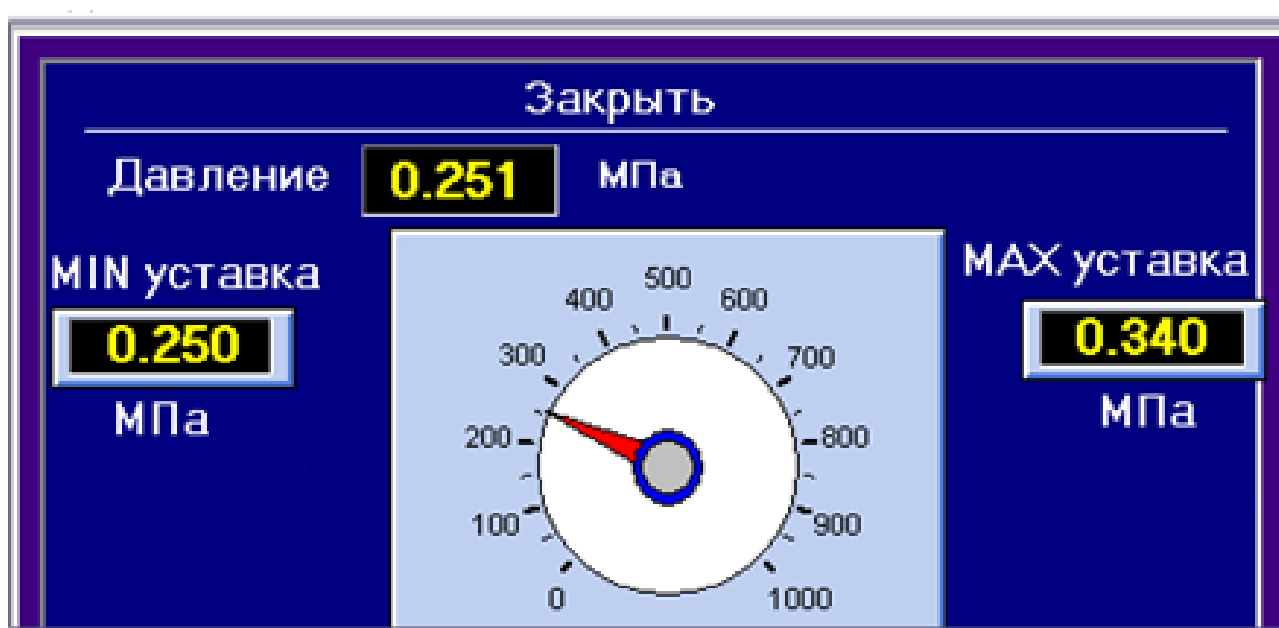 Закрыть
Давление 0.251 МПа
MIN уставка
0.250
МПа
MAX уставка
0.340
МПа
500
400 600
300 700
200 800
100 900
0 1000